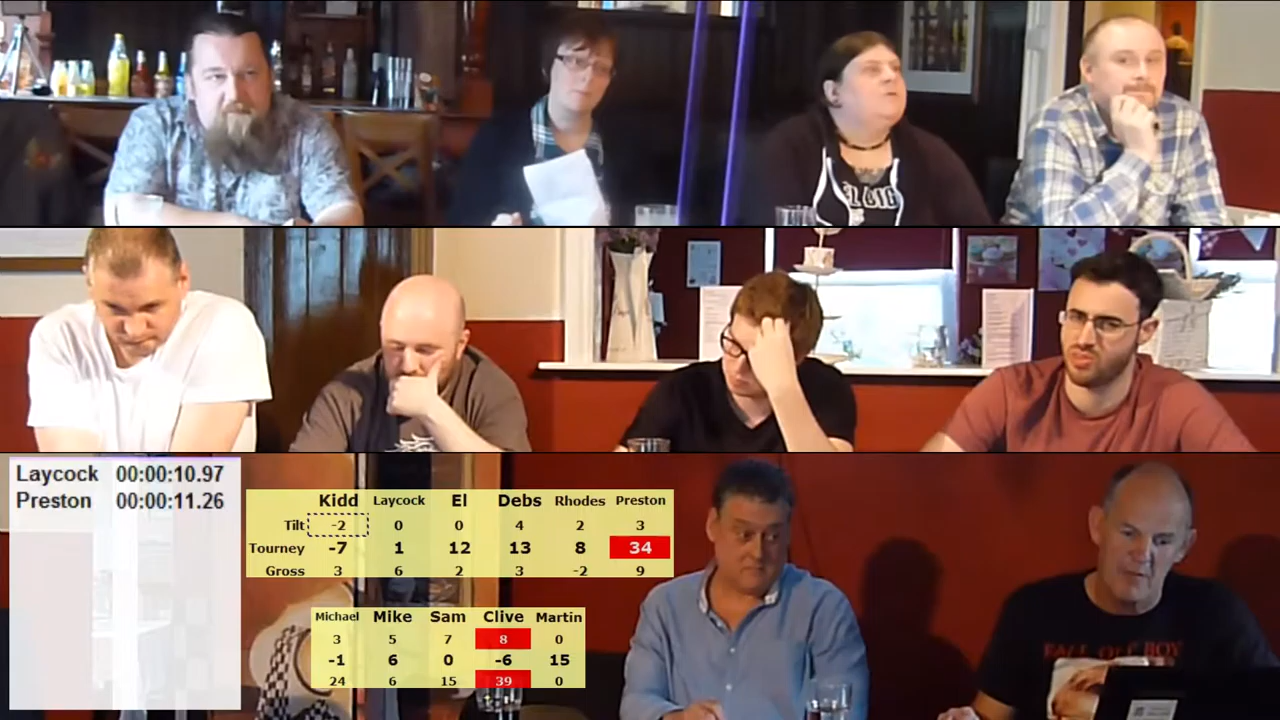 EL BIG
Laycock 00:00:10.97
Preston 00:00:11.26
Kidd Laycock El Debs Rhodes Preston
Tilt -2 0 0 4 2 3
Tourney -7 1 12 13 8 34
Gross 3 6 2 3 -2 9
Michael Mike Sam Clive Martin
3 5 7 8 0
-1 6 0 -6 15
24 6 15 39 0
FALL OUT BOY